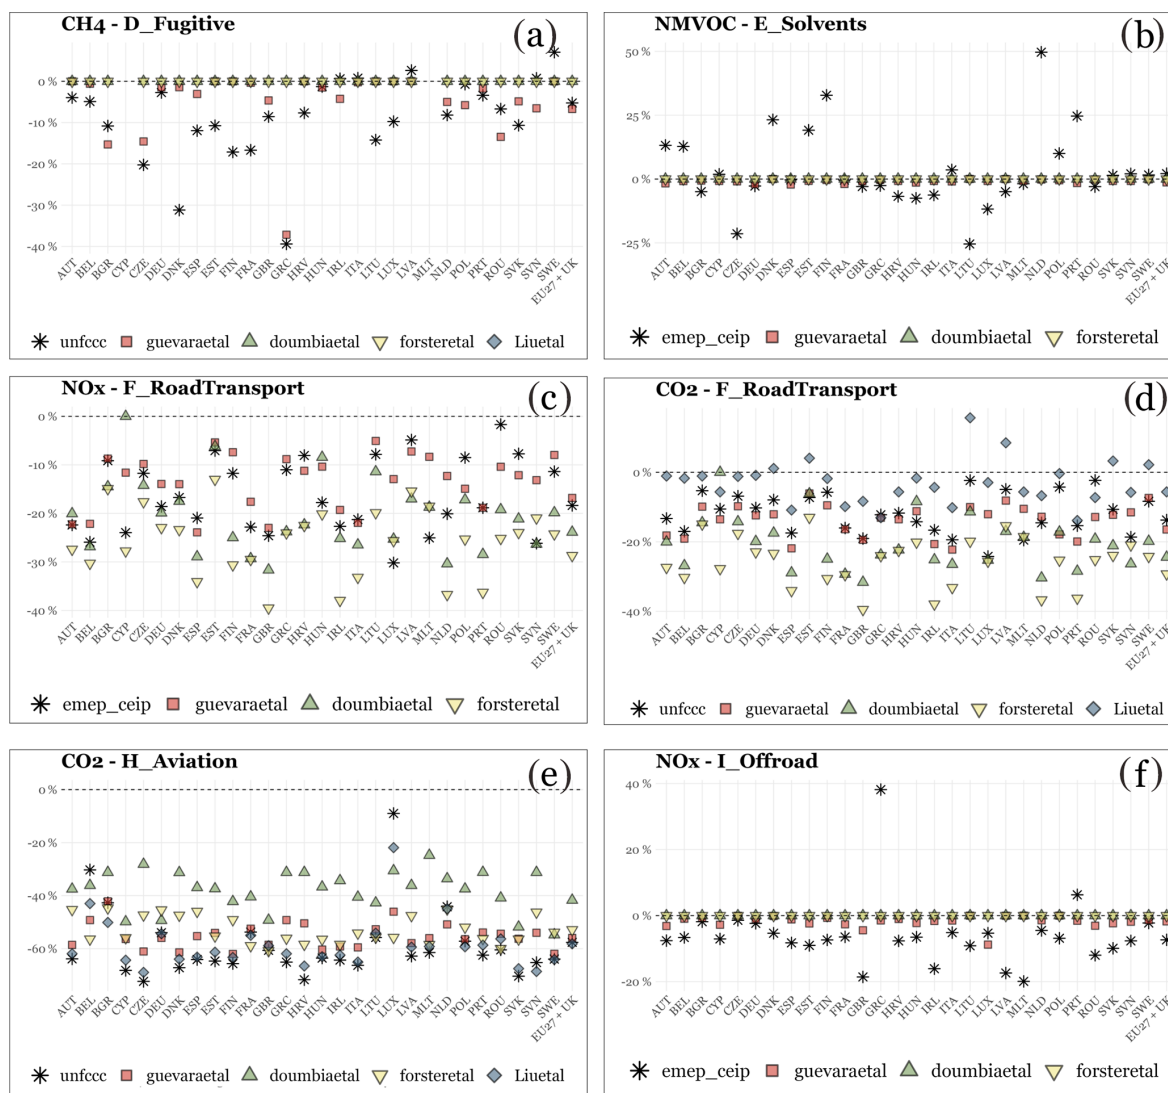 CH4 - D_Fugitive
(a)
0 %
-10 %
-20 %
-30 %
-40 %
AUT BEL BGR CYP CZE DEU DNK ESP EST FIN FRA GBR GRC HRV HUN IRL ITA LTU LUX LVA MLT NLD POL PRT ROU SVK SVN SWE EU27 + UK
unfccc guevaraetal doumbiaetal forsteretal Liuetal
NMVOC - E_Solvents
(b)
50 %
25 %
0 %
-25 %
AUT BEL BGR CYP CZE DEU DNK ESP EST FIN FRA GBR GRC HRV HUN IRL ITA LTU LUX LVA MLT NLD POL PRT ROU SVK SVN SWE EU27 + UK
emep_ceip guevaraetal doumbiaetal forsteretal
NOx - F_RoadTransport
(c)
0 %
-10 %
-20 %
-30 %
-40 %
AUT BEL BGR CYP CZE DEU DNK ESP EST FIN FRA GBR GRC HRV HUN IRL ITA LTU LUX LVA MLT NLD POL PRT ROU SVK SVN SWE EU27 + UK
emep_ceip guevaraetal doumbiaetal forsteretal
CO2 - F_RoadTransport
(d)
0 %
-20 %
-40 %
AUT BEL BGR CYP CZE DEU DNK ESP EST FIN FRA GBR GRC HRV HUN IRL ITA LTU LUX LVA MLT NLD POL PRT ROU SVK SVN SWE EU27 + UK
unfccc guevaraetal doumbiaetal forsteretal Liuetal
CO2 - H_Aviation
(e)
0 %
-20 %
-40 %
-60 %
AUT BEL BGR CYP CZE DEU DNK ESP EST FIN FRA GBR GRC HRV HUN IRL ITA LTU LUX LVA MLT NLD POL PRT ROU SVK SVN SWE EU27 + UK
unfccc guevaraetal doumbiaetal forsteretal Liuetal
NOx - I_Offroad
(f)
40 %
20 %
0 %
-20 %
AUT BEL BGR CYP CZE DEU DNK ESP EST FIN FRA GBR GRC HRV HUN IRL ITA LTU LUX LVA MLT NLD POL PRT ROU SVK SVN SWE EU27 + UK
emep_ceip guevaraetal doumbiaetal forsteretal